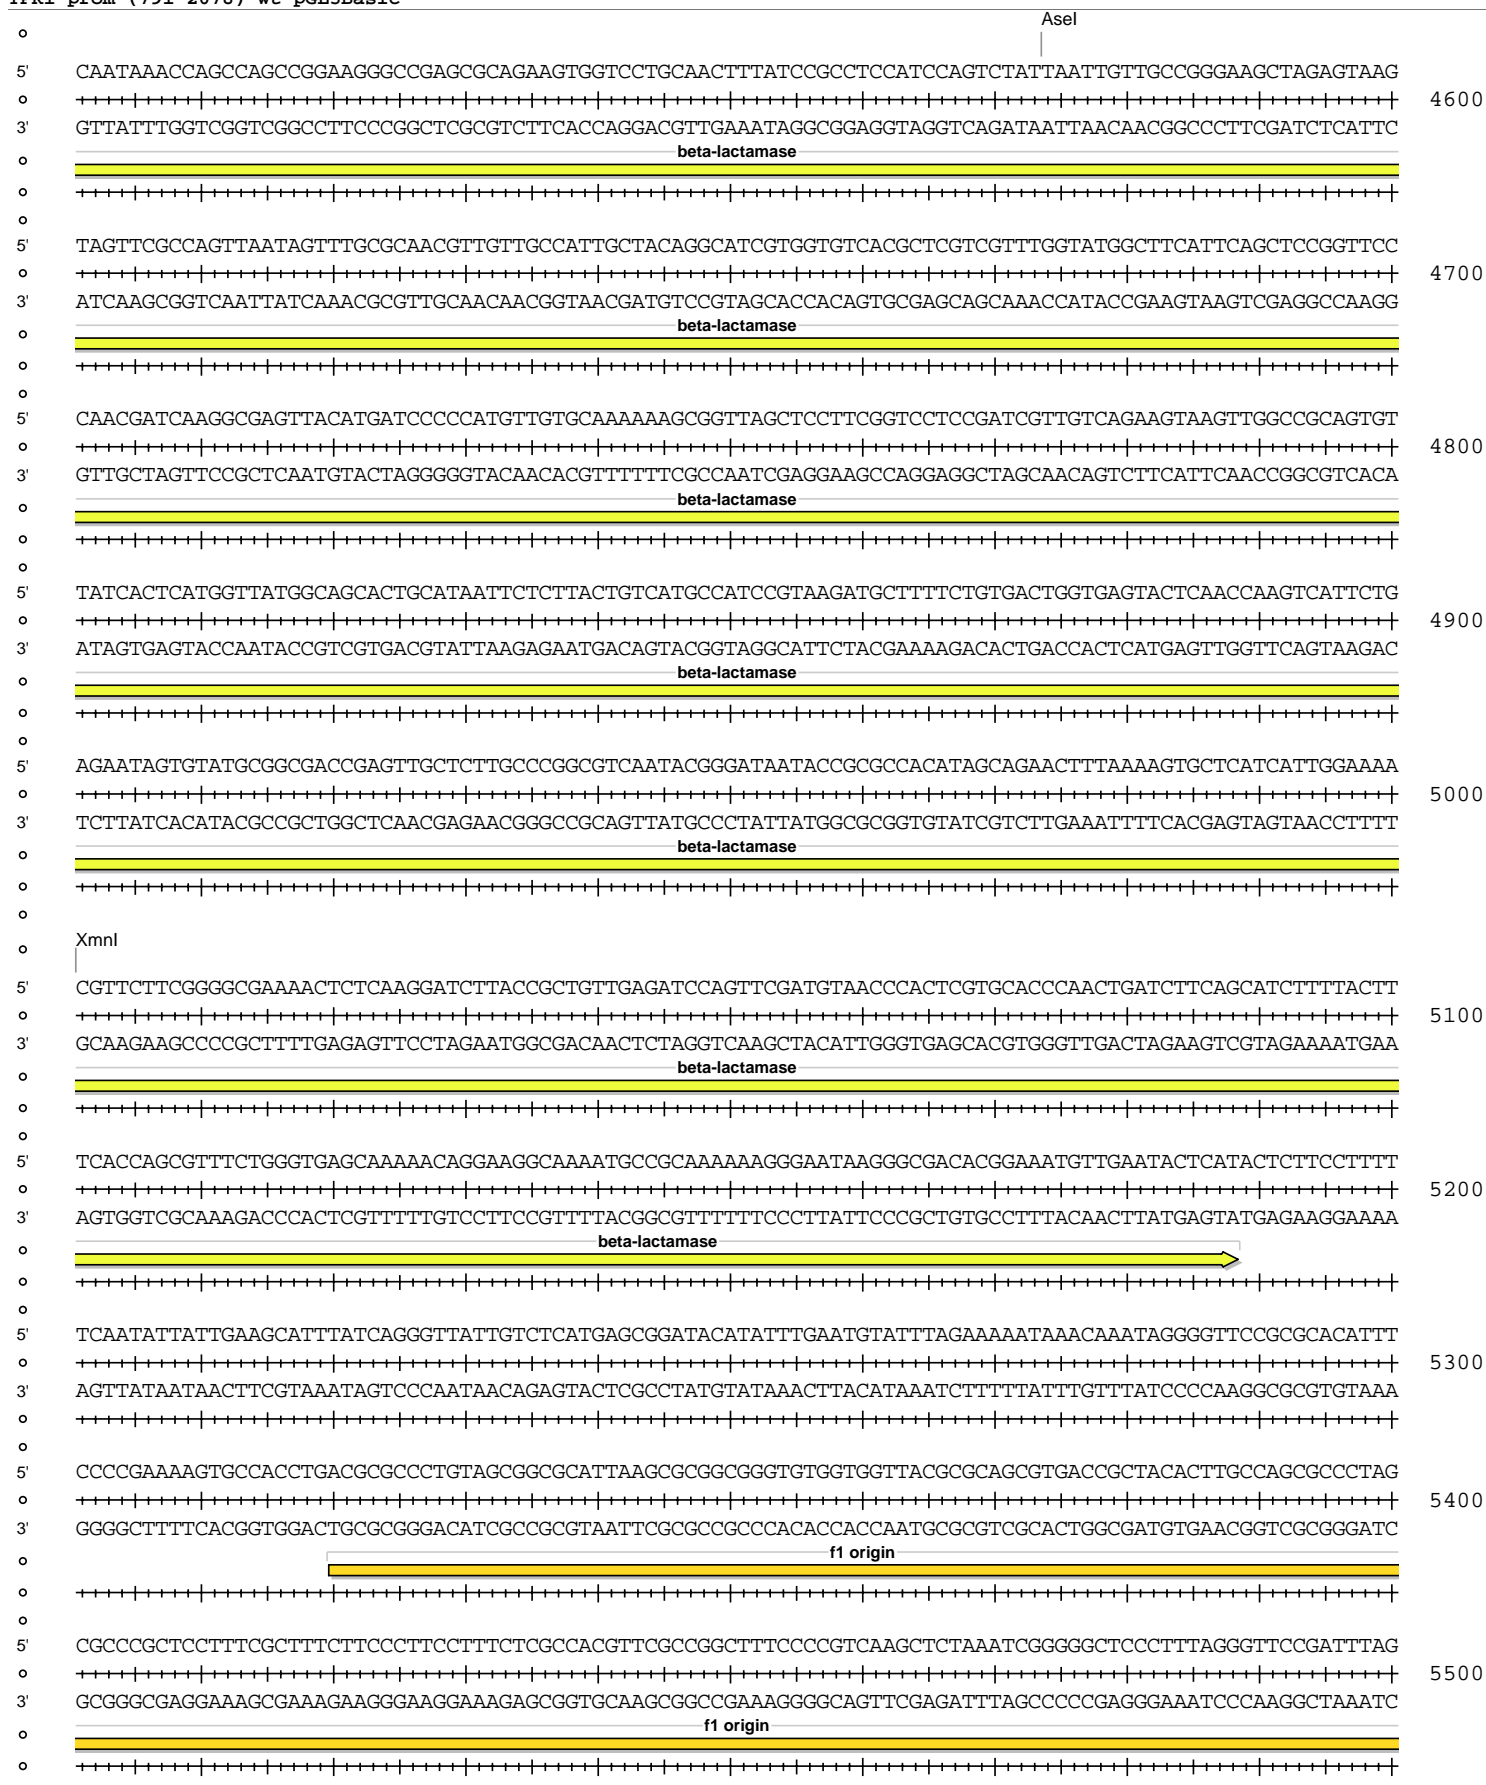 prom wt pGL3Basic
AseI
5' CAATAAACCAGCCAGCCGGAAGGGCCGAGCGCAGAAGTGGTCCTGCAACTTTATCCGCCTCCATCCAGTCTATTAATTGTTGCCGGGAAGCTAGAGTAAG
4600
3' GTTATTTGGTCGGTCGGCCTTCCCGGCTCGCGTCTTCACCAGGACGTTGAAATAGGCGGAGGTAGGTCAGATAATTAACAACGGCCCTTCGATCTCATTC
beta-lactamase
5' TAGTTCGCCAGTTAATAGTTTGCGCAACGTTGTTGCCATTGCTACAGGCATCGTGGTGTCACGCTCGTCGTTTGGTATGGCTTCATTCAGCTCCGGTTCC
4700
3' ATCAAGCGGTCAATTATCAAACGCGTTGCAACAACGGTAACGATGTCCGTAGCACCACAGTGCGAGCAGCAAACCATACCGAAGTAAGTCGAGGCCAAGG
beta-lactamase
5' CAACGATCAAGGCGAGTTACATGATCCCCCATGTTGTGCAAAAAAGCGGTTAGCTCCTTCGGTCCTCCGATCGTTGTCAGAAGTAAGTTGGCCGCAGTGT
4800
3' GTTGCTAGTTCCGCTCAATGTACTAGGGGGTACAACACGTTTTTTCGCCAATCGAGGAAGCCAGGAGGCTAGCAACAGTCTTCATTCAACCGGCGTCACA
beta-lactamase
5' TATCACTCATGGTTATGGCAGCACTGCATAATTCTCTTACTGTCATGCCATCCGTAAGATGCTTTTCTGTGACTGGTGAGTACTCAACCAAGTCATTCTG
4900
3' ATAGTGAGTACCAATACCGTCGTGACGTATTAAGAGAATGACAGTACGGTAGGCATTCTACGAAAAGACACTGACCACTCATGAGTTGGTTCAGTAAGAC
beta-lactamase
5' AGAATAGTGTATGCGGCGACCGAGTTGCTCTTGCCCGGCGTCAATACGGGATAATACCGCGCCACATAGCAGAACTTTAAAAGTGCTCATCATTGGAAAA
5000
3' TCTTATCACATACGCCGCTGGCTCAACGAGAACGGGCCGCAGTTATGCCCTATTATGGCGCGGTGTATCGTCTTGAAATTTTCACGAGTAGTAACCTTTT
beta-lactamase
XmnI
5' CGTTCTTCGGGGCGAAAACTCTCAAGGATCTTACCGCTGTTGAGATCCAGTTCGATGTAACCCACTCGTGCACCCAACTGATCTTCAGCATCTTTTACTT
5100
3' GCAAGAAGCCCCGCTTTTGAGAGTTCCTAGAATGGCGACAACTCTAGGTCAAGCTACATTGGGTGAGCACGTGGGTTGACTAGAAGTCGTAGAAAATGAA
beta-lactamase
5' TCACCAGCGTTTCTGGGTGAGCAAAAACAGGAAGGCAAAATGCCGCAAAAAAGGGAATAAGGGCGACACGGAAATGTTGAATACTCATACTCTTCCTTTT
5200
3' AGTGGTCGCAAAGACCCACTCGTTTTTGTCCTTCCGTTTTACGGCGTTTTTTCCCTTATTCCCGCTGTGCCTTTACAACTTATGAGTATGAGAAGGAAAA
beta-lactamase
5' TCAATATTATTGAAGCATTTATCAGGGTTATTGTCTCATGAGCGGATACATATTTGAATGTATTTAGAAAAATAAACAAATAGGGGTTCCGCGCACATTT
5300
3' AGTTATAATAACTTCGTAAATAGTCCCAATAACAGAGTACTCGCCTATGTATAAACTTACATAAATCTTTTTATTTGTTTATCCCCAAGGCGCGTGTAAA
5' CCCCGAAAAGTGCCACCTGACGCGCCCTGTAGCGGCGCATTAAGCGCGGCGGGTGTGGTGGTTACGCGCAGCGTGACCGCTACACTTGCCAGCGCCCTAG
5400
3' GGGGCTTTTCACGGTGGACTGCGCGGGACATCGCCGCGTAATTCGCGCCGCCCACACCACCAATGCGCGTCGCACTGGCGATGTGAACGGTCGCGGGATC
f1 origin
5' CGCCCGCTCCTTTCGCTTTCTTCCCTTCCTTTCTCGCCACGTTCGCCGGCTTTCCCCGTCAAGCTCTAAATCGGGGGCTCCCTTTAGGGTTCCGATTTAG
5500
3' GCGGGCGAGGAAAGCGAAAGAAGGGAAGGAAAGAGCGGTGCAAGCGGCCGAAAGGGGCAGTTCGAGATTTAGCCCCCGAGGGAAATCCCAAGGCTAAATC
f1 origin